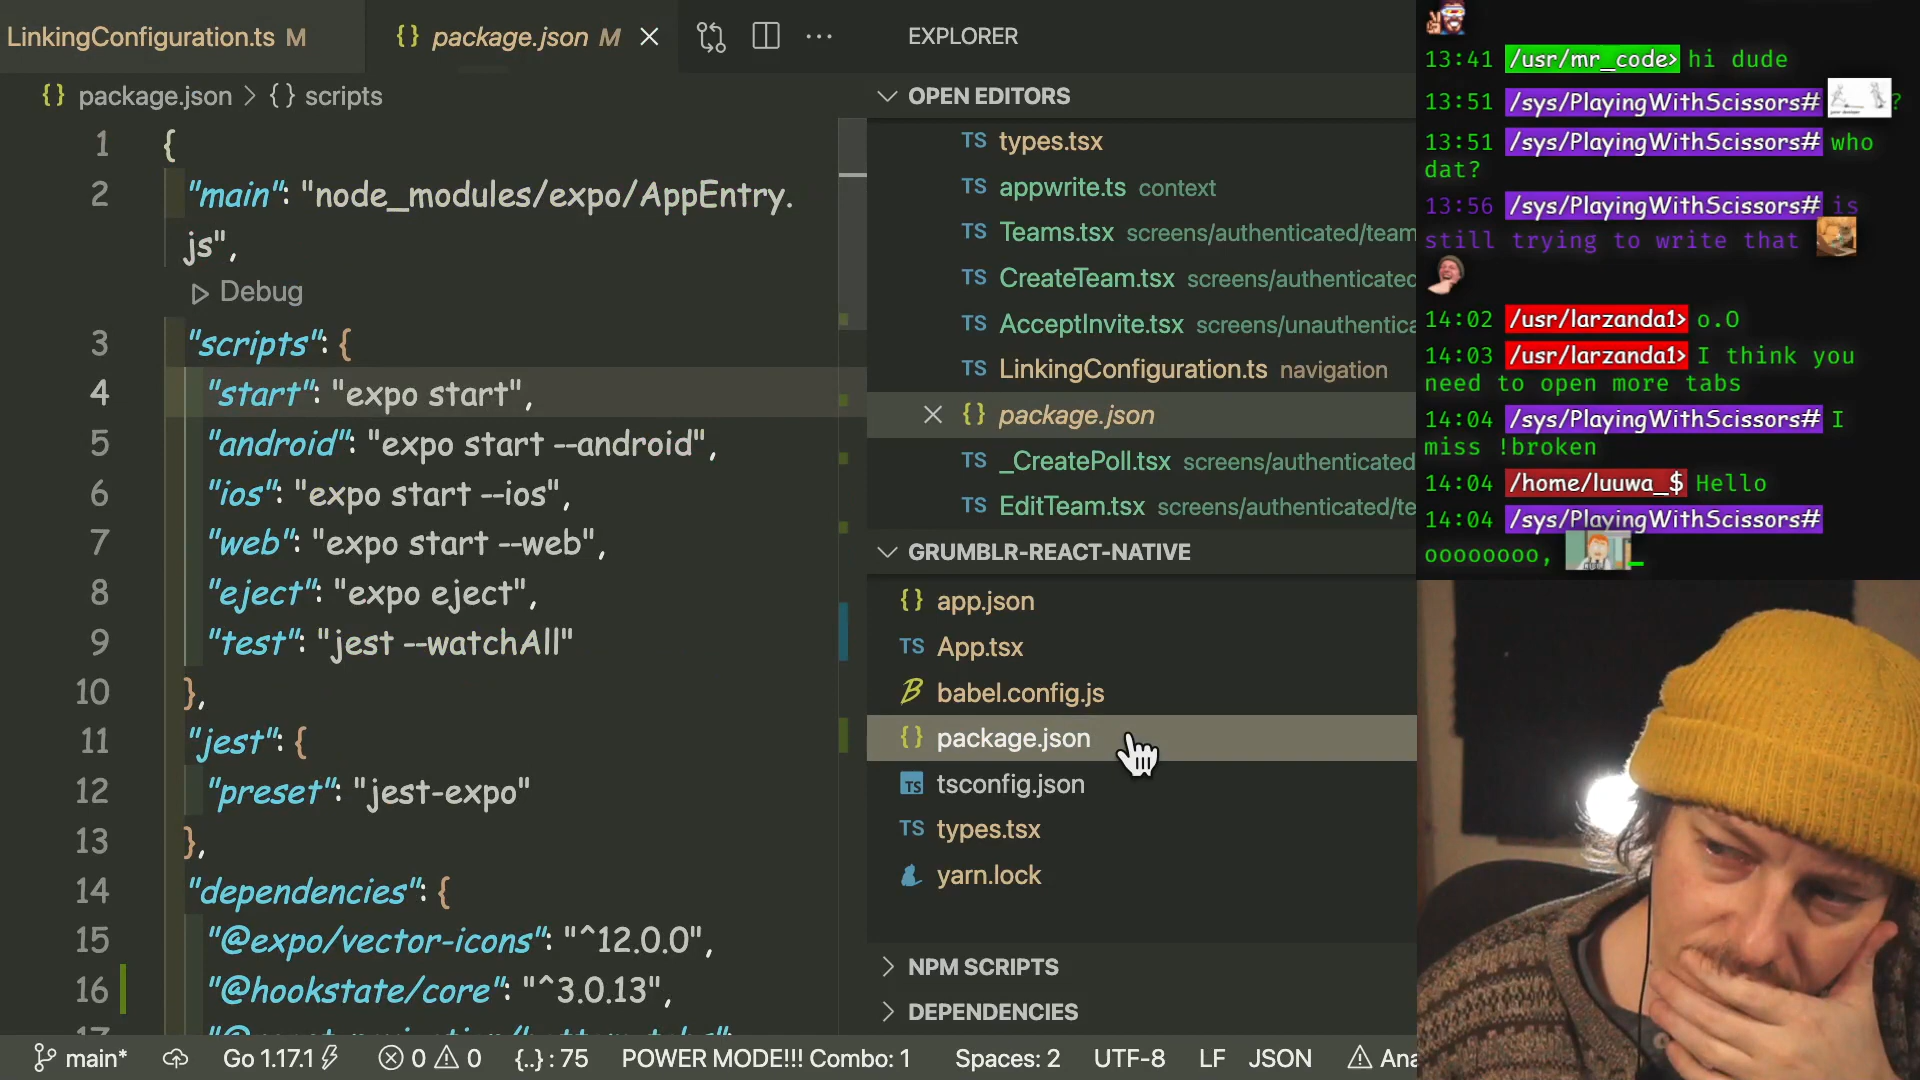 LinkingConfiguration.ts M
{} package.json M
{} package.json > {} scripts
1 {
2 "main": "node_modules/expo/AppEntry.
js",
Debug
3 "scripts": {
4 "start": "expo start",
5 "android": "expo start --android",
6 "ios": "expo start --ios",
7 "web": "expo start --web",
8 "eject": "expo eject",
9 "test": "jest --watchAll"
10 },
11 "jest": {
12 "preset": "jest-expo"
13 },
14 "dependencies": {
15 "@expo/vector-icons": "^12.0.0",
16 "@hookstate/core": "^3.0.13",
EXPLORER
OPEN EDITORS
TS types.tsx
TS appwrite.ts context
TS Teams.tsx screens/authenticated/team
TS CreateTeam.tsx screens/authenticated
TS AcceptInvite.tsx screens/unauthentica
TS LinkingConfiguration.ts navigation
{} package.json
TS _CreatePoll.tsx screens/authenticated
TS EditTeam.tsx screens/authenticated/te
GRUMBLR-REACT-NATIVE
{} app.json
TS App.tsx
babel.config.js
{} package.json
TS tsconfig.json
TS types.tsx
yarn.lock
NPM SCRIPTS
DEPENDENCIES
main* Go 1.17.1 0 0 {..} : 75 POWER MODE!!! Combo: 1 Spaces: 2 UTF-8 LF JSON Ana
13:41 /usr/mr_code> hi dude
13:51 /sys/PlayingWithScissors# ?
13:51 /sys/PlayingWithScissors# who
dat?
13:56 /sys/PlayingWithScissors# is
still trying to write that
14:02 /usr/larzanda1> o.O
14:03 /usr/larzanda1> I think you
need to open more tabs
14:04 /sys/PlayingWithScissors# I
miss !broken
14:04 /home/luuwa_$ Hello
14:04 /sys/PlayingWithScissors#
oooooooo,